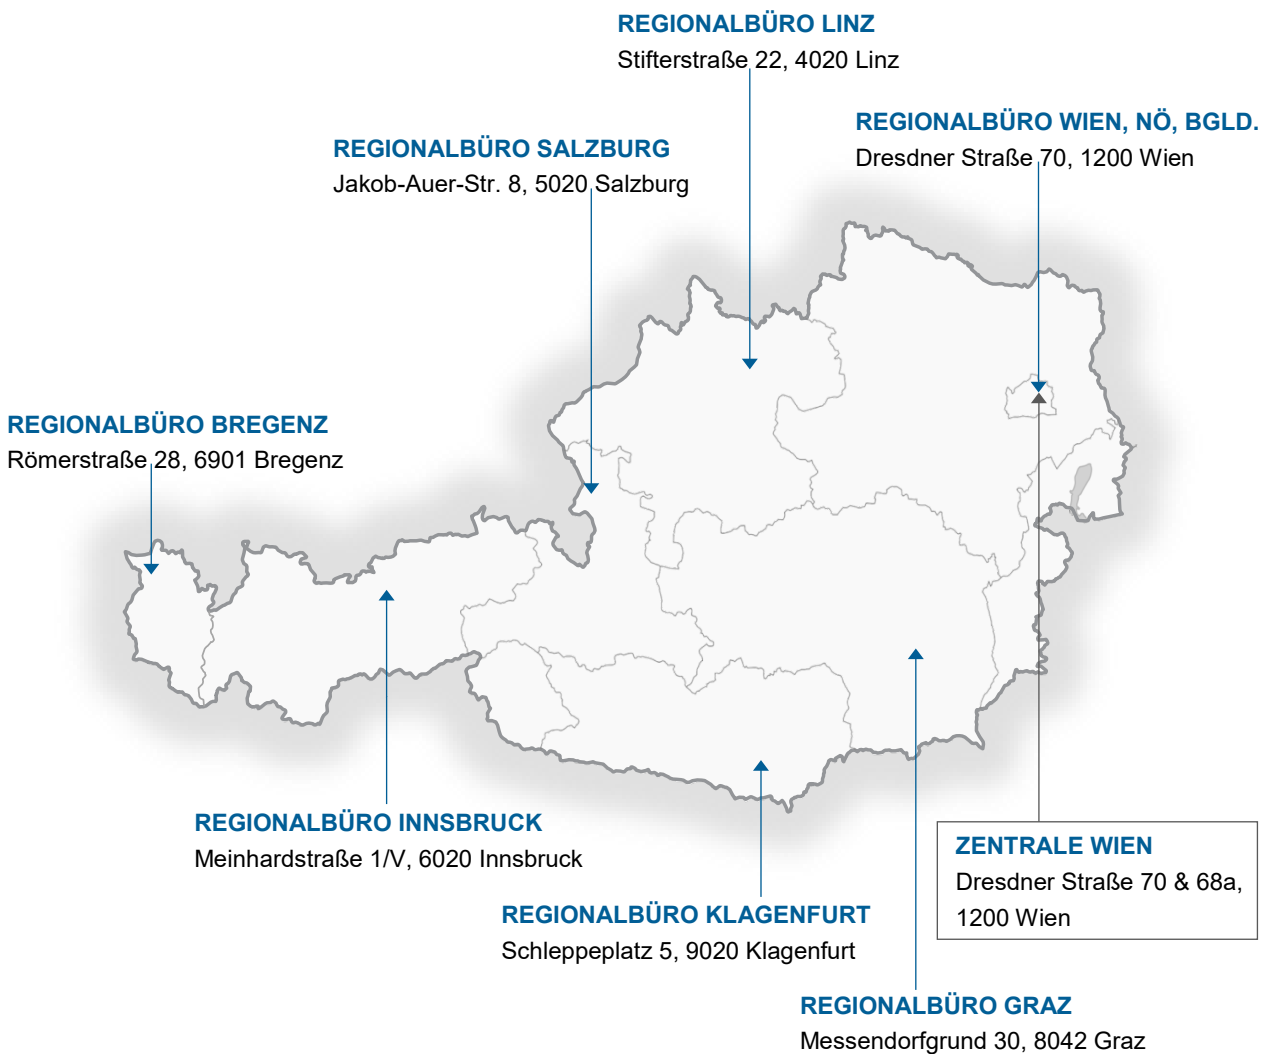 REGIONALBÜRO LINZ
Stifterstraße 22, 4020 Linz
REGIONALBÜRO WIEN, NÖ, BGLD.
Dresdner Straße 70, 1200 Wien
REGIONALBÜRO SALZBURG
Jakob-Auer-Str. 8, 5020 Salzburg
REGIONALBÜRO BREGENZ
Römerstraße 28, 6901 Bregenz
REGIONALBÜRO INNSBRUCK
Meinhardstraße 1/V, 6020 Innsbruck
ZENTRALE WIEN
Dresdner Straße 70 & 68a,
1200 Wien
REGIONALBÜRO KLAGENFURT
Schleppeplatz 5, 9020 Klagenfurt
REGIONALBÜRO GRAZ
Messendorfgrund 30, 8042 Graz